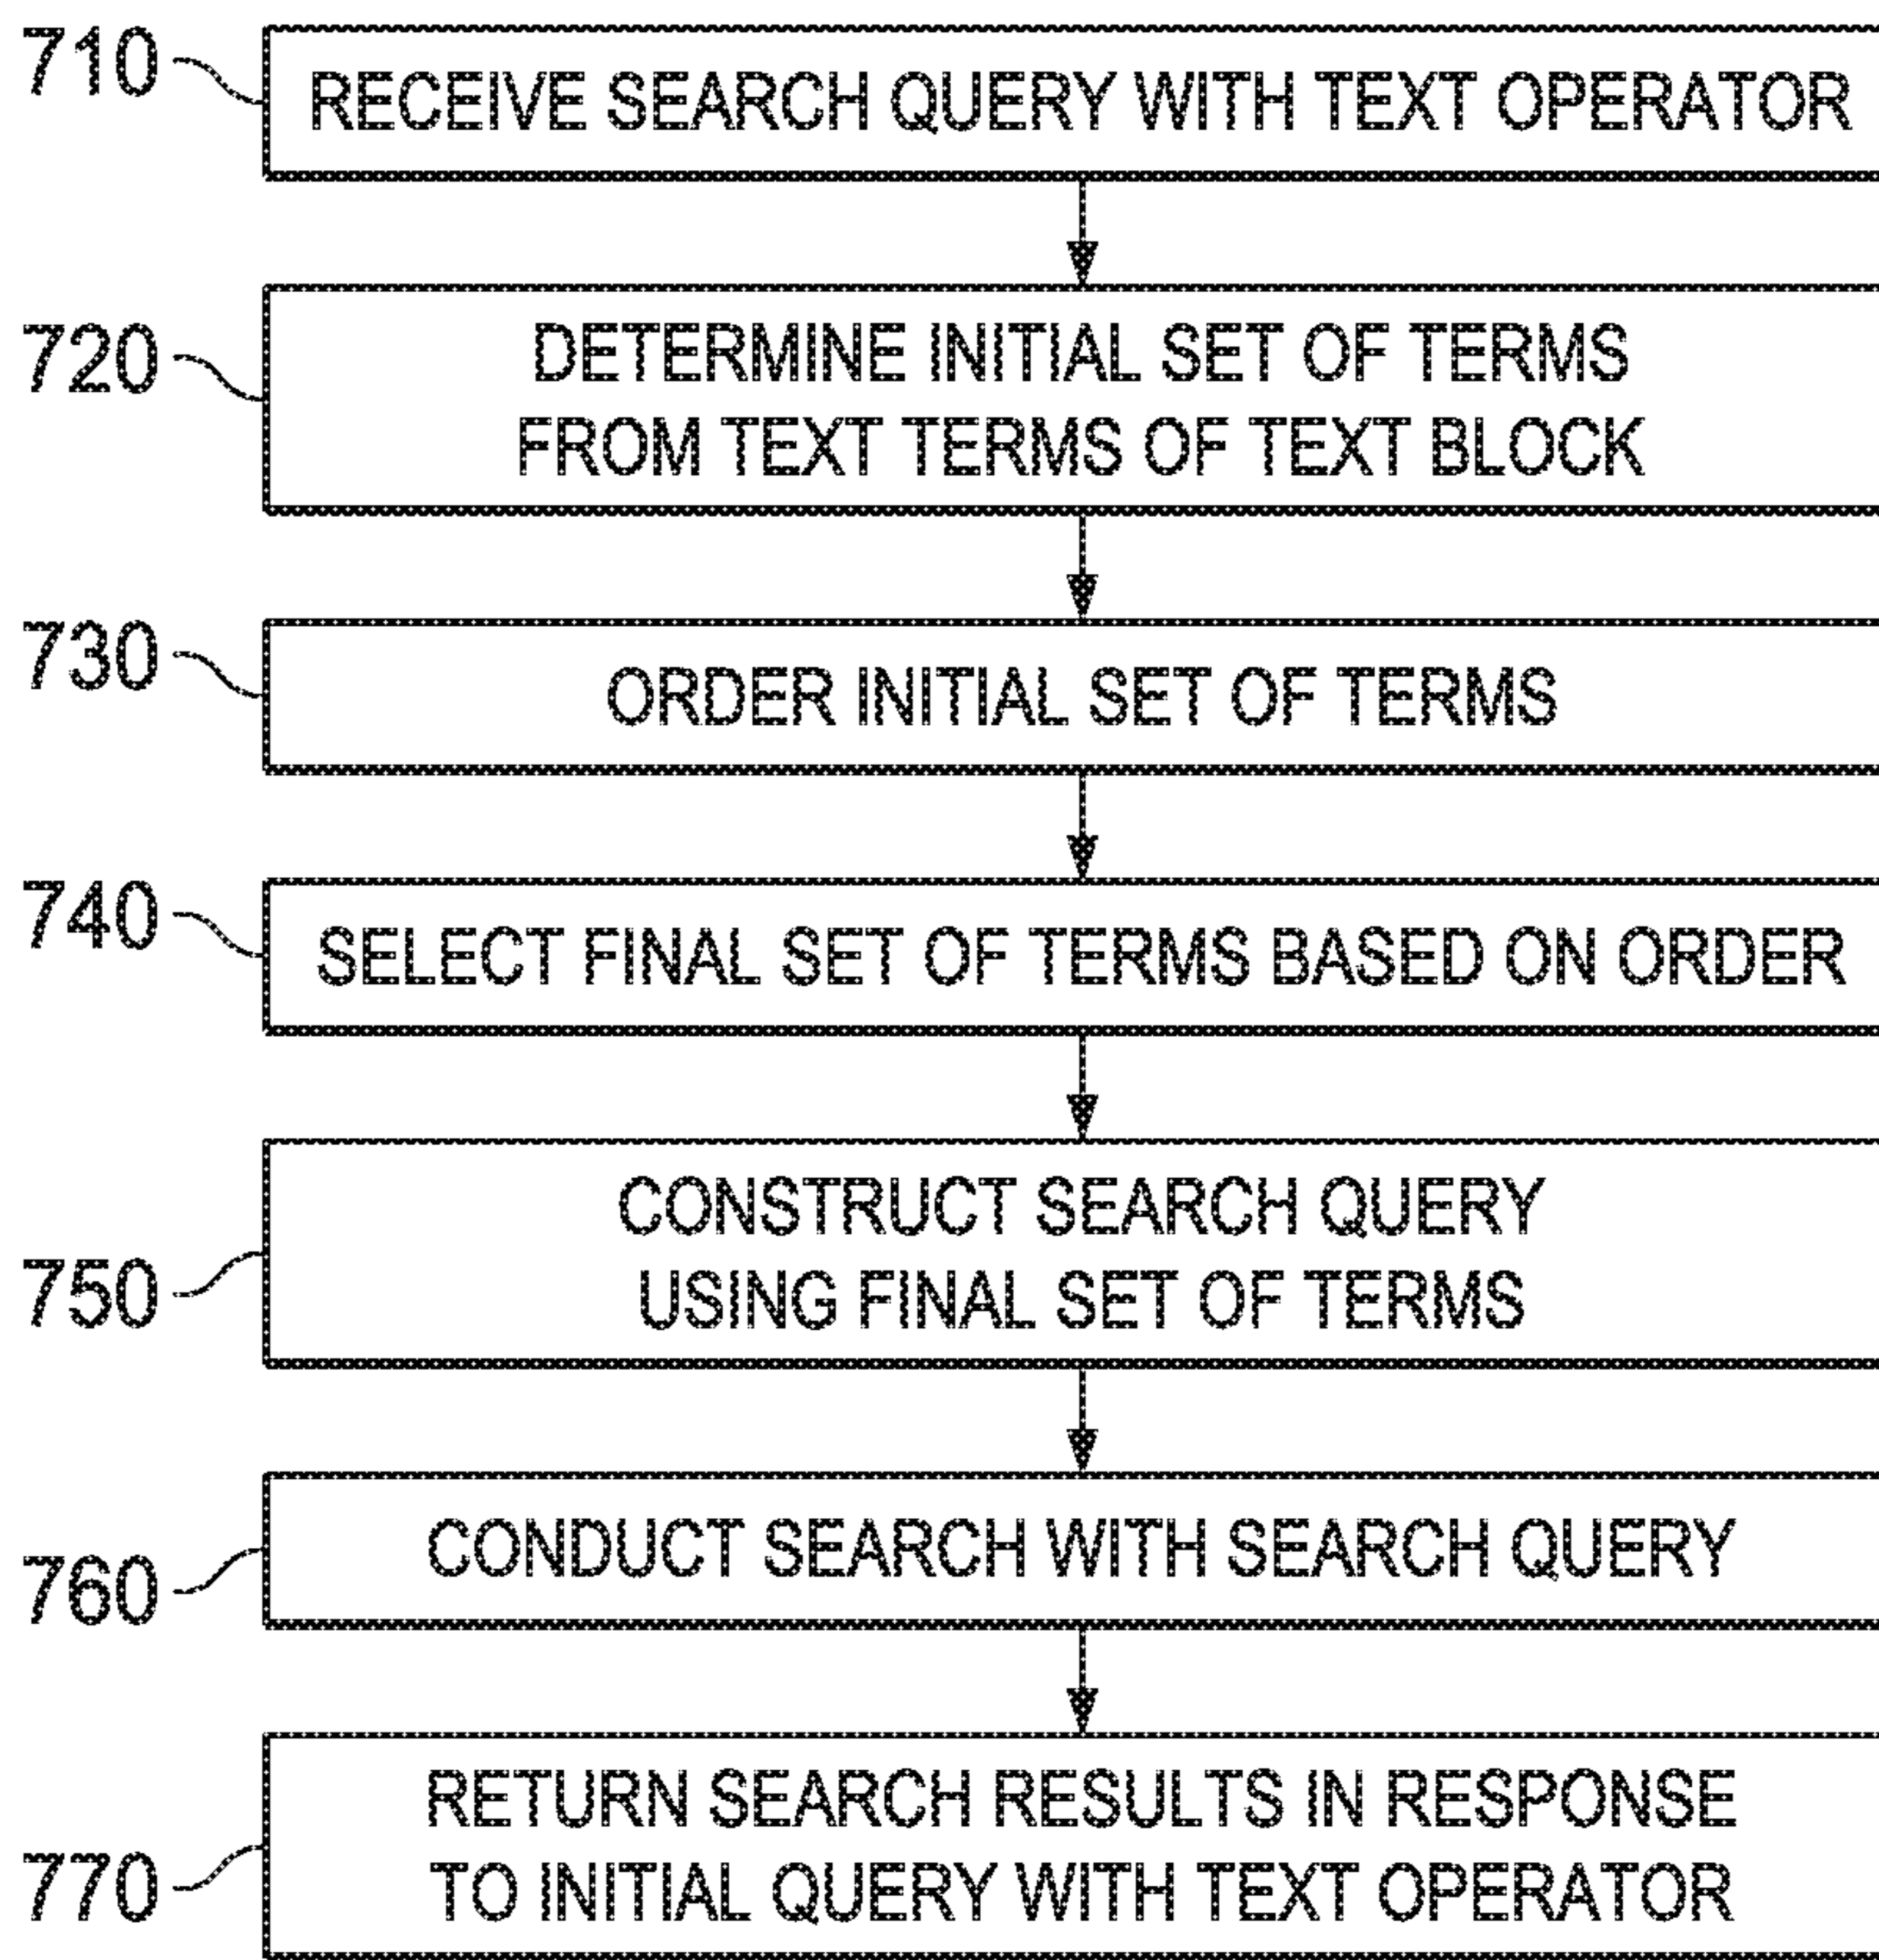 710
RECEIVE SEARCH QUERY WITH TEXT OPERATOR
720
DETERMINE INITIAL SET OF TERMS
FROM TEXT TERMS OF TEXT BLOCK
730
ORDER INITIAL SET OF TERMS
740
SELECT FINAL SET OF TERMS BASED ON ORDER
750
CONSTRUCT SEARCH QUERY
USING FINAL SET OF TERMS
760
CONDUCT SEARCH WITH SEARCH QUERY
770
RETURN SEARCH RESULTS IN RESPONSE
TO INITIAL QUERY WITH TEXT OPERATOR